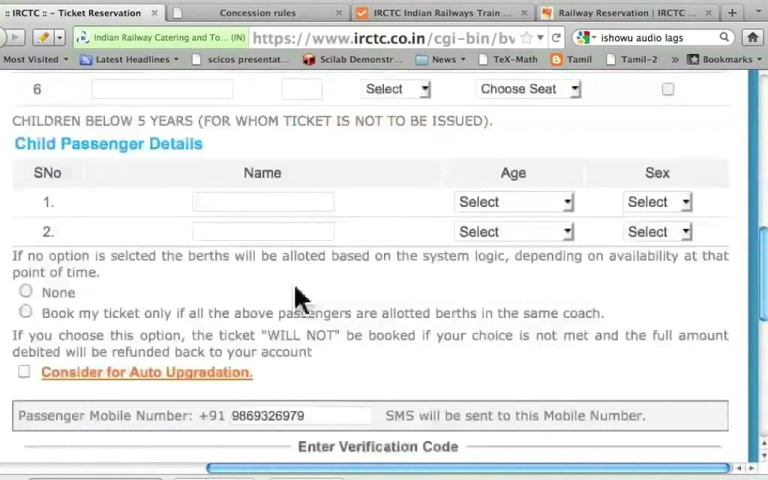 :: IRCTC :: - Ticket Reservation
Concession rules
IRCTC Indian Railways Train ...
Railway Reservation | IRCTC ...
Indian Railway Catering and To... (IN)
https://www.irctc.co.in/cgi-bin/bv
ishowu audio lags
Most Visited
Latest Headlines
scicos presentat...
Scilab Demonstr...
News
TeX-Math
Tamil
Tamil-2
»
Bookmarks
6 Select Choose Seat
CHILDREN BELOW 5 YEARS (FOR WHOM TICKET IS NOT TO BE ISSUED).
Child Passenger Details
SNo Name Age Sex
1. Select Select
2. Select Select
If no option is selcted the berths will be alloted based on the system logic, depending on availability at that
point of time.
None
Book my ticket only if all the above passengers are allotted berths in the same coach.
If you choose this option, the ticket "WILL NOT" be booked if your choice is not met and the full amount
debited will be refunded back to your account
Consider for Auto Upgradation.
Passenger Mobile Number: +91 9869326979 SMS will be sent to this Mobile Number.
Enter Verification Code